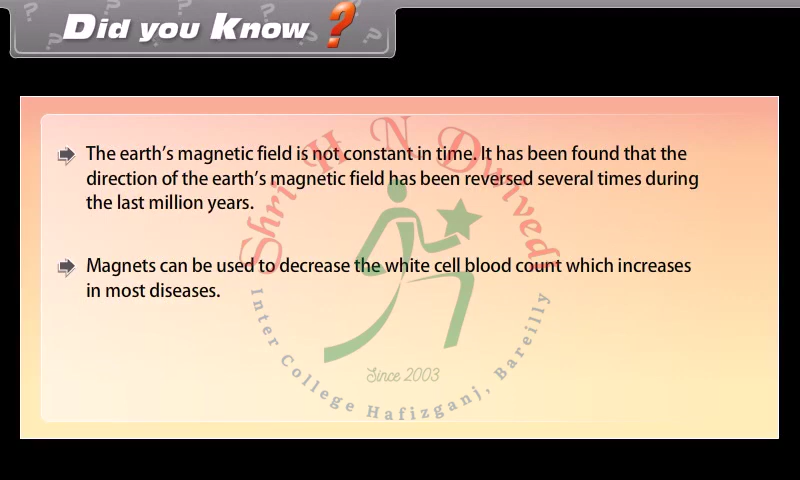 Did you Know ?
The earth's magnetic field is not constant in time. It has been found that the
direction of the earth's magnetic field has been reversed several times during
the last million years.
Magnets can be used to decrease the white cell blood count which increases
in most diseases.
Shri H N Dwivedi
Since 2003
Inter College Hafizganj, Bareilly